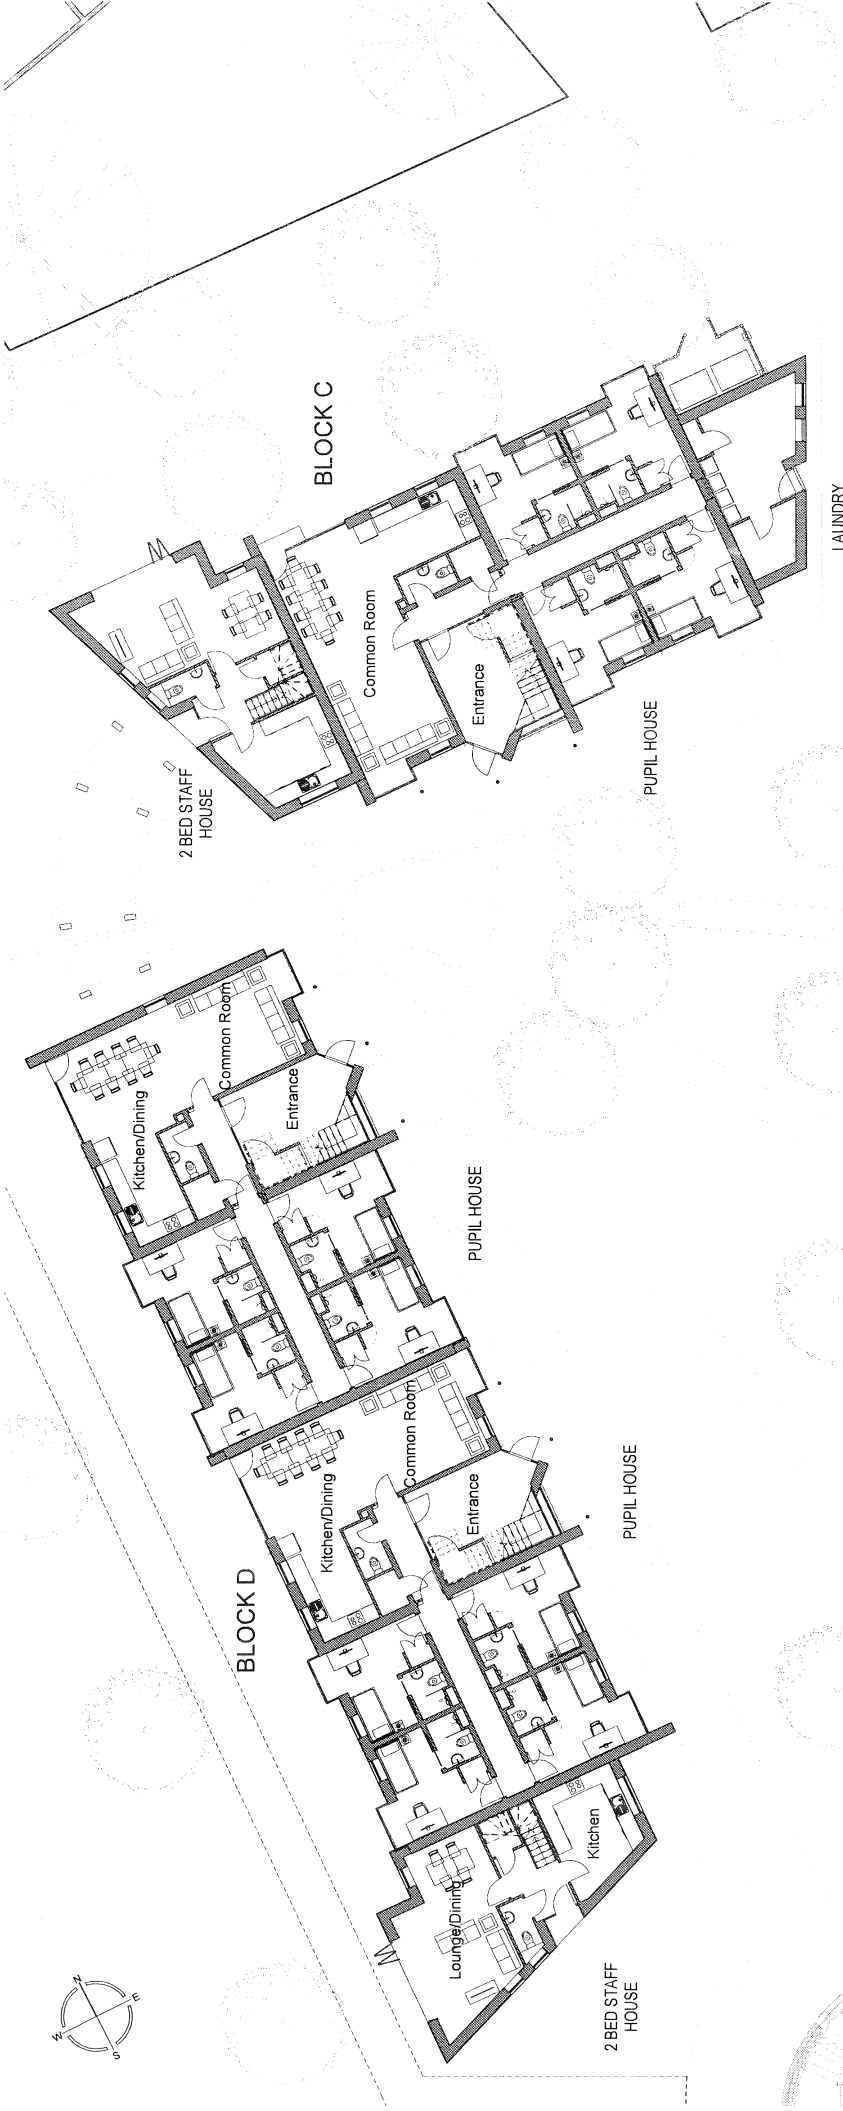 BLOCK C
Common Room
Entrance
LAUNDRY
PUPIL HOUSE
2 BED STAFF
HOUSE
Common Room
Kitchen/Dining
Entrance
PUPIL HOUSE
Common Room
Kitchen/Dining
Entrance
PUPIL HOUSE
BLOCK D
Kitchen
Lounge/Dining
2 BED STAFF
HOUSE
N
E
S
W